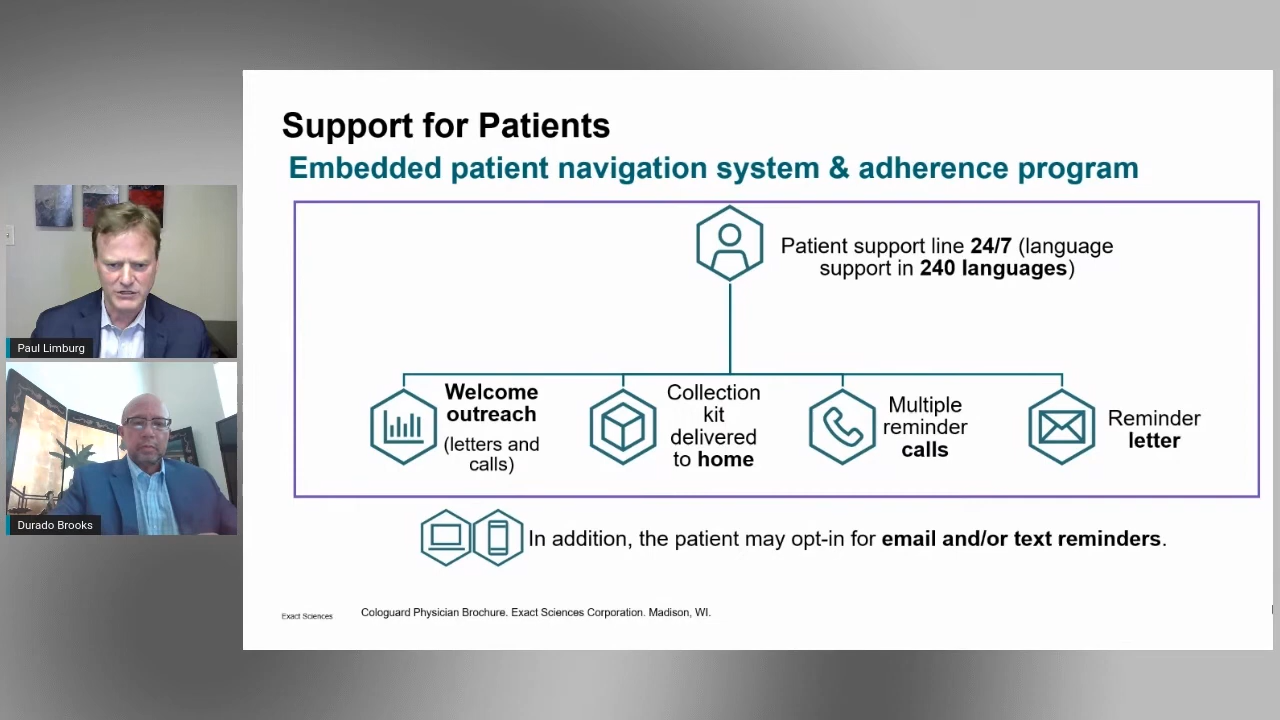 Support for Patients
Embedded patient navigation system & adherence program
Patient support line 24/7 (language
support in 240 languages)
Welcome
outreach
(letters and
calls)
Collection
kit
delivered
to home
Multiple
reminder
calls
Reminder
letter
In addition, the patient may opt-in for email and/or text reminders.
Exact Sciences
Cologuard Physician Brochure. Exact Sciences Corporation. Madison, WI.
Paul Limburg
Durado Brooks